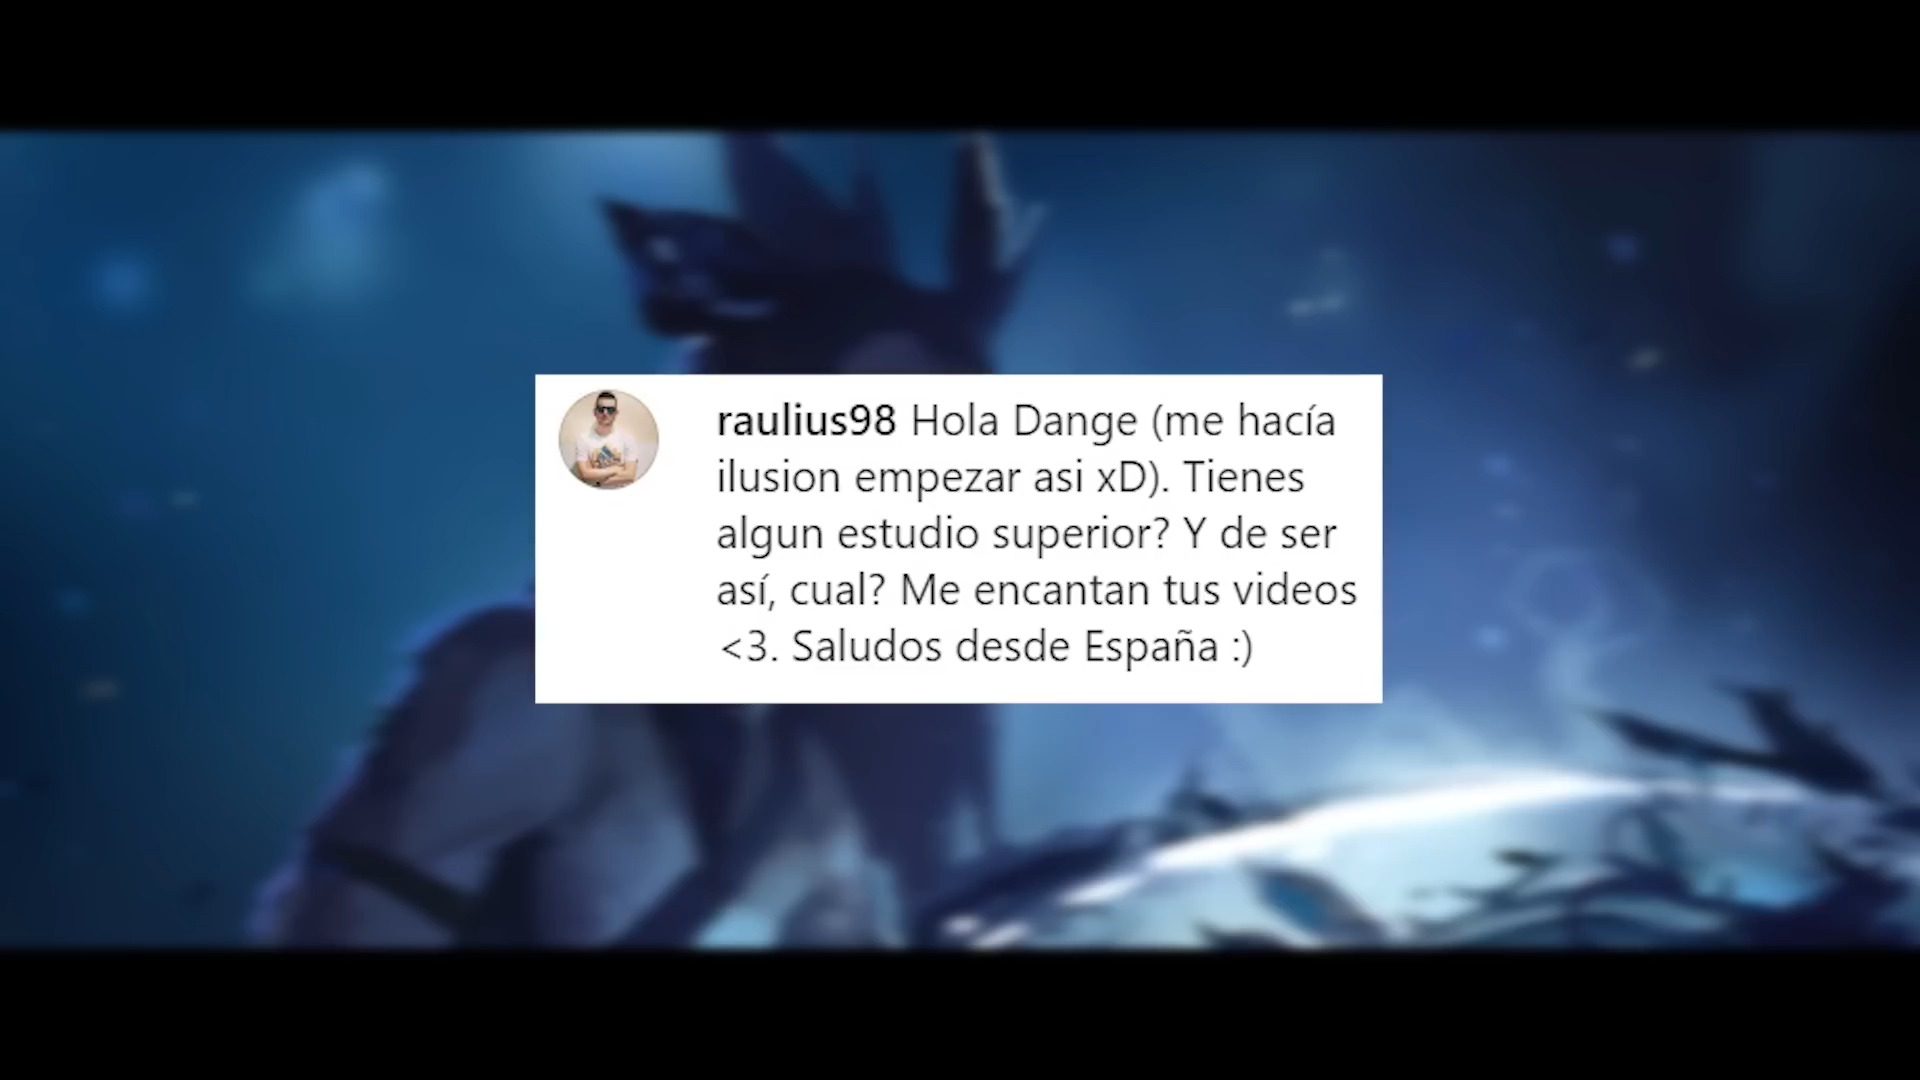 raulius98 Hola Dange (me hacía
ilusion empezar asi xD). Tienes
algun estudio superior? Y de ser
así, cual? Me encantan tus videos
<3. Saludos desde España :)